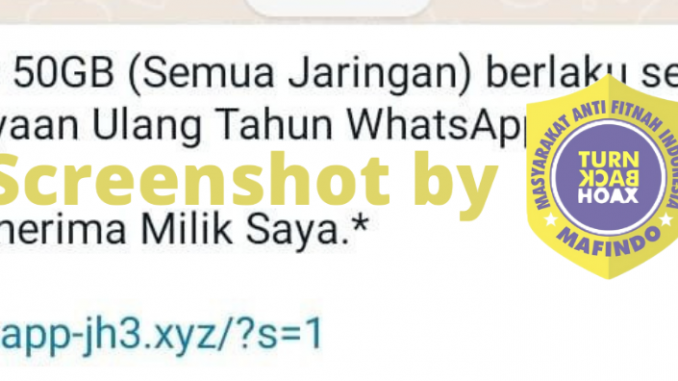 50GB (Semua Jaringan) berlaku se
yaan Ulang Tahun WhatsApp
Screenshot by
MASYARAKAT ANTI FITNAH INDONESIA
TURN
BACK
HOAX
MAFINDO
nerima Milik Saya.*
app-jh3.xyz/?s=1